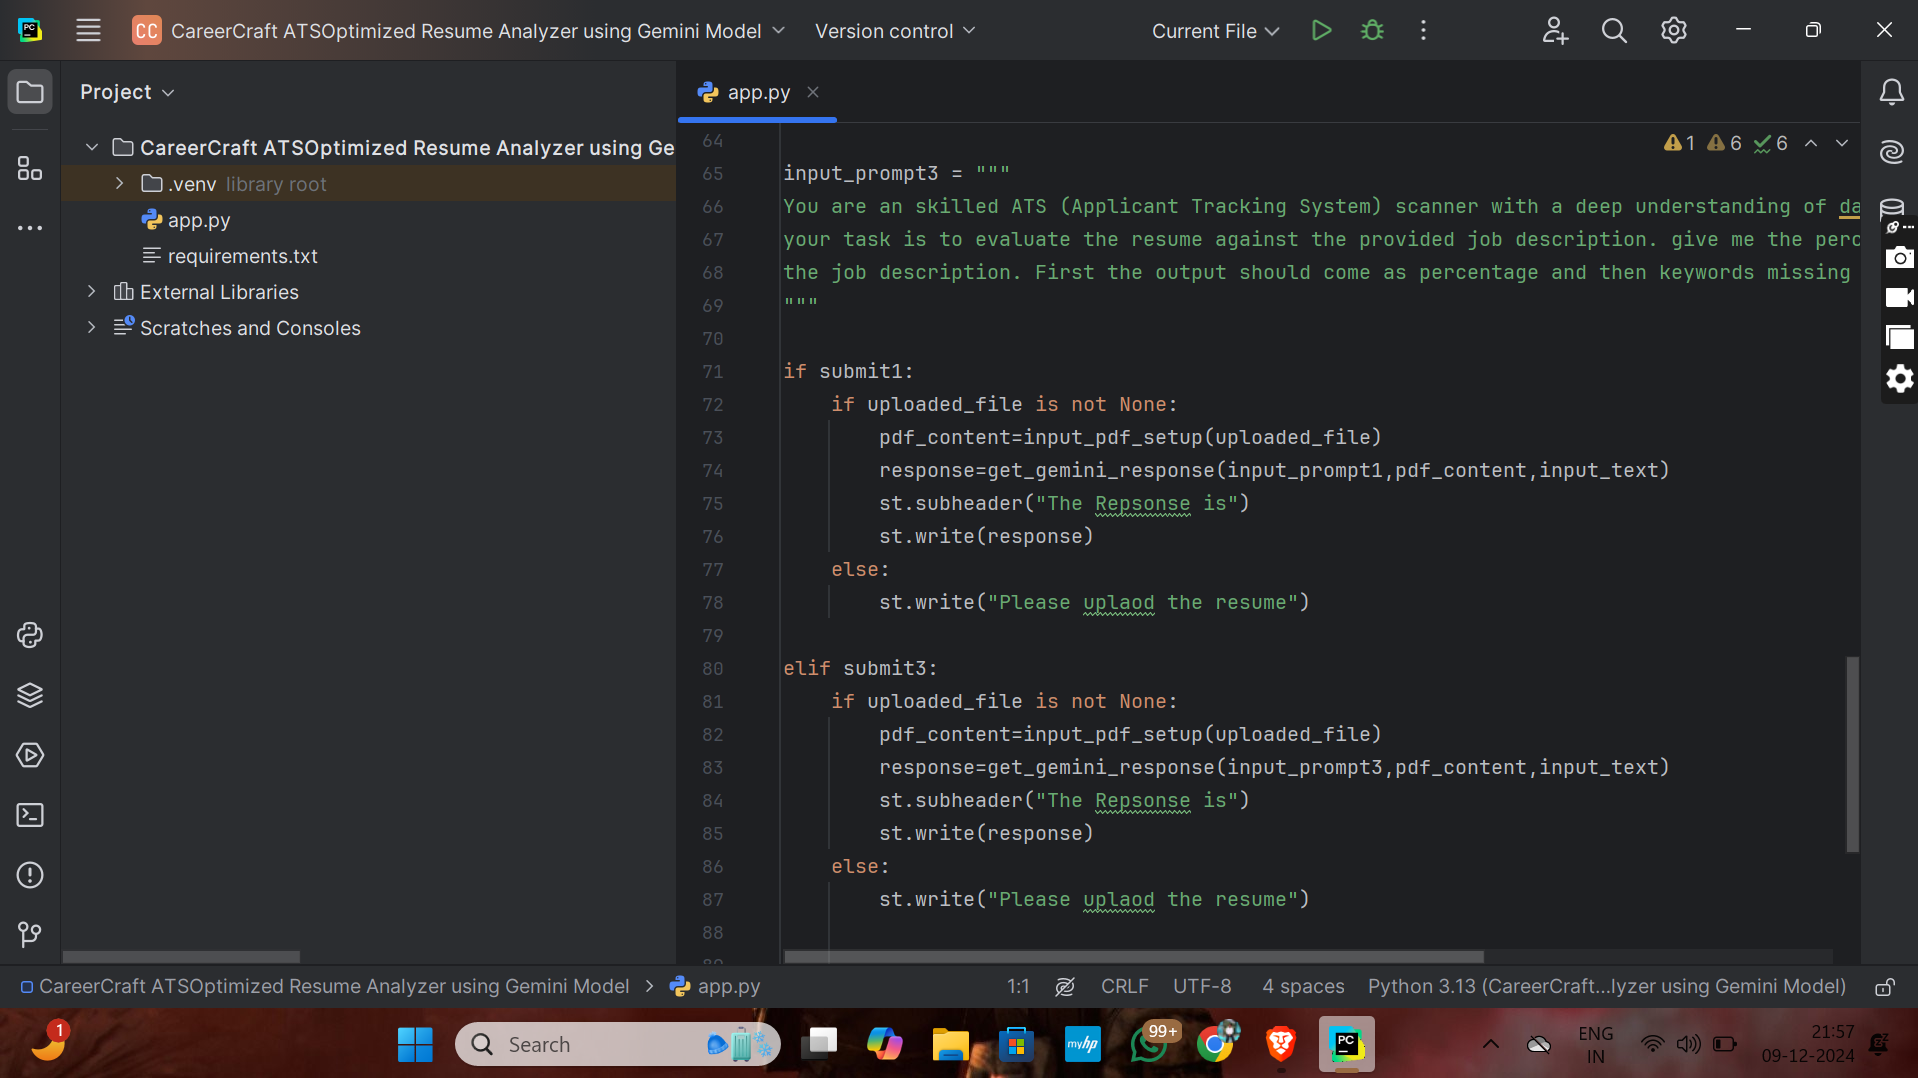 PC
CC CareerCraft ATSOptimized Resume Analyzer using Gemini Model
Version control
Current File
Project
CareerCraft ATSOptimized Resume Analyzer using Ge
.venv library root
app.py
requirements.txt
External Libraries
Scratches and Consoles
app.py
1 6 6
64
65 input_prompt3 = """
66 You are an skilled ATS (Applicant Tracking System) scanner with a deep understanding of da
67 your task is to evaluate the resume against the provided job description. give me the perc
68 the job description. First the output should come as percentage and then keywords missing
69 """
70
71 if submit1:
72     if uploaded_file is not None:
73         pdf_content=input_pdf_setup(uploaded_file)
74         response=get_gemini_response(input_prompt1,pdf_content,input_text)
75         st.subheader("The Repsonse is")
76         st.write(response)
77     else:
78         st.write("Please uplaod the resume")
79
80 elif submit3:
81     if uploaded_file is not None:
82         pdf_content=input_pdf_setup(uploaded_file)
83         response=get_gemini_response(input_prompt3,pdf_content,input_text)
84         st.subheader("The Repsonse is")
85         st.write(response)
86     else:
87         st.write("Please uplaod the resume")
88
CareerCraft ATSOptimized Resume Analyzer using Gemini Model
app.py
1:1 CRLF UTF-8 4 spaces Python 3.13 (CareerCraft...lyzer using Gemini Model)
1
Search
myhp
99+
PC
ENG
IN
21:57
09-12-2024